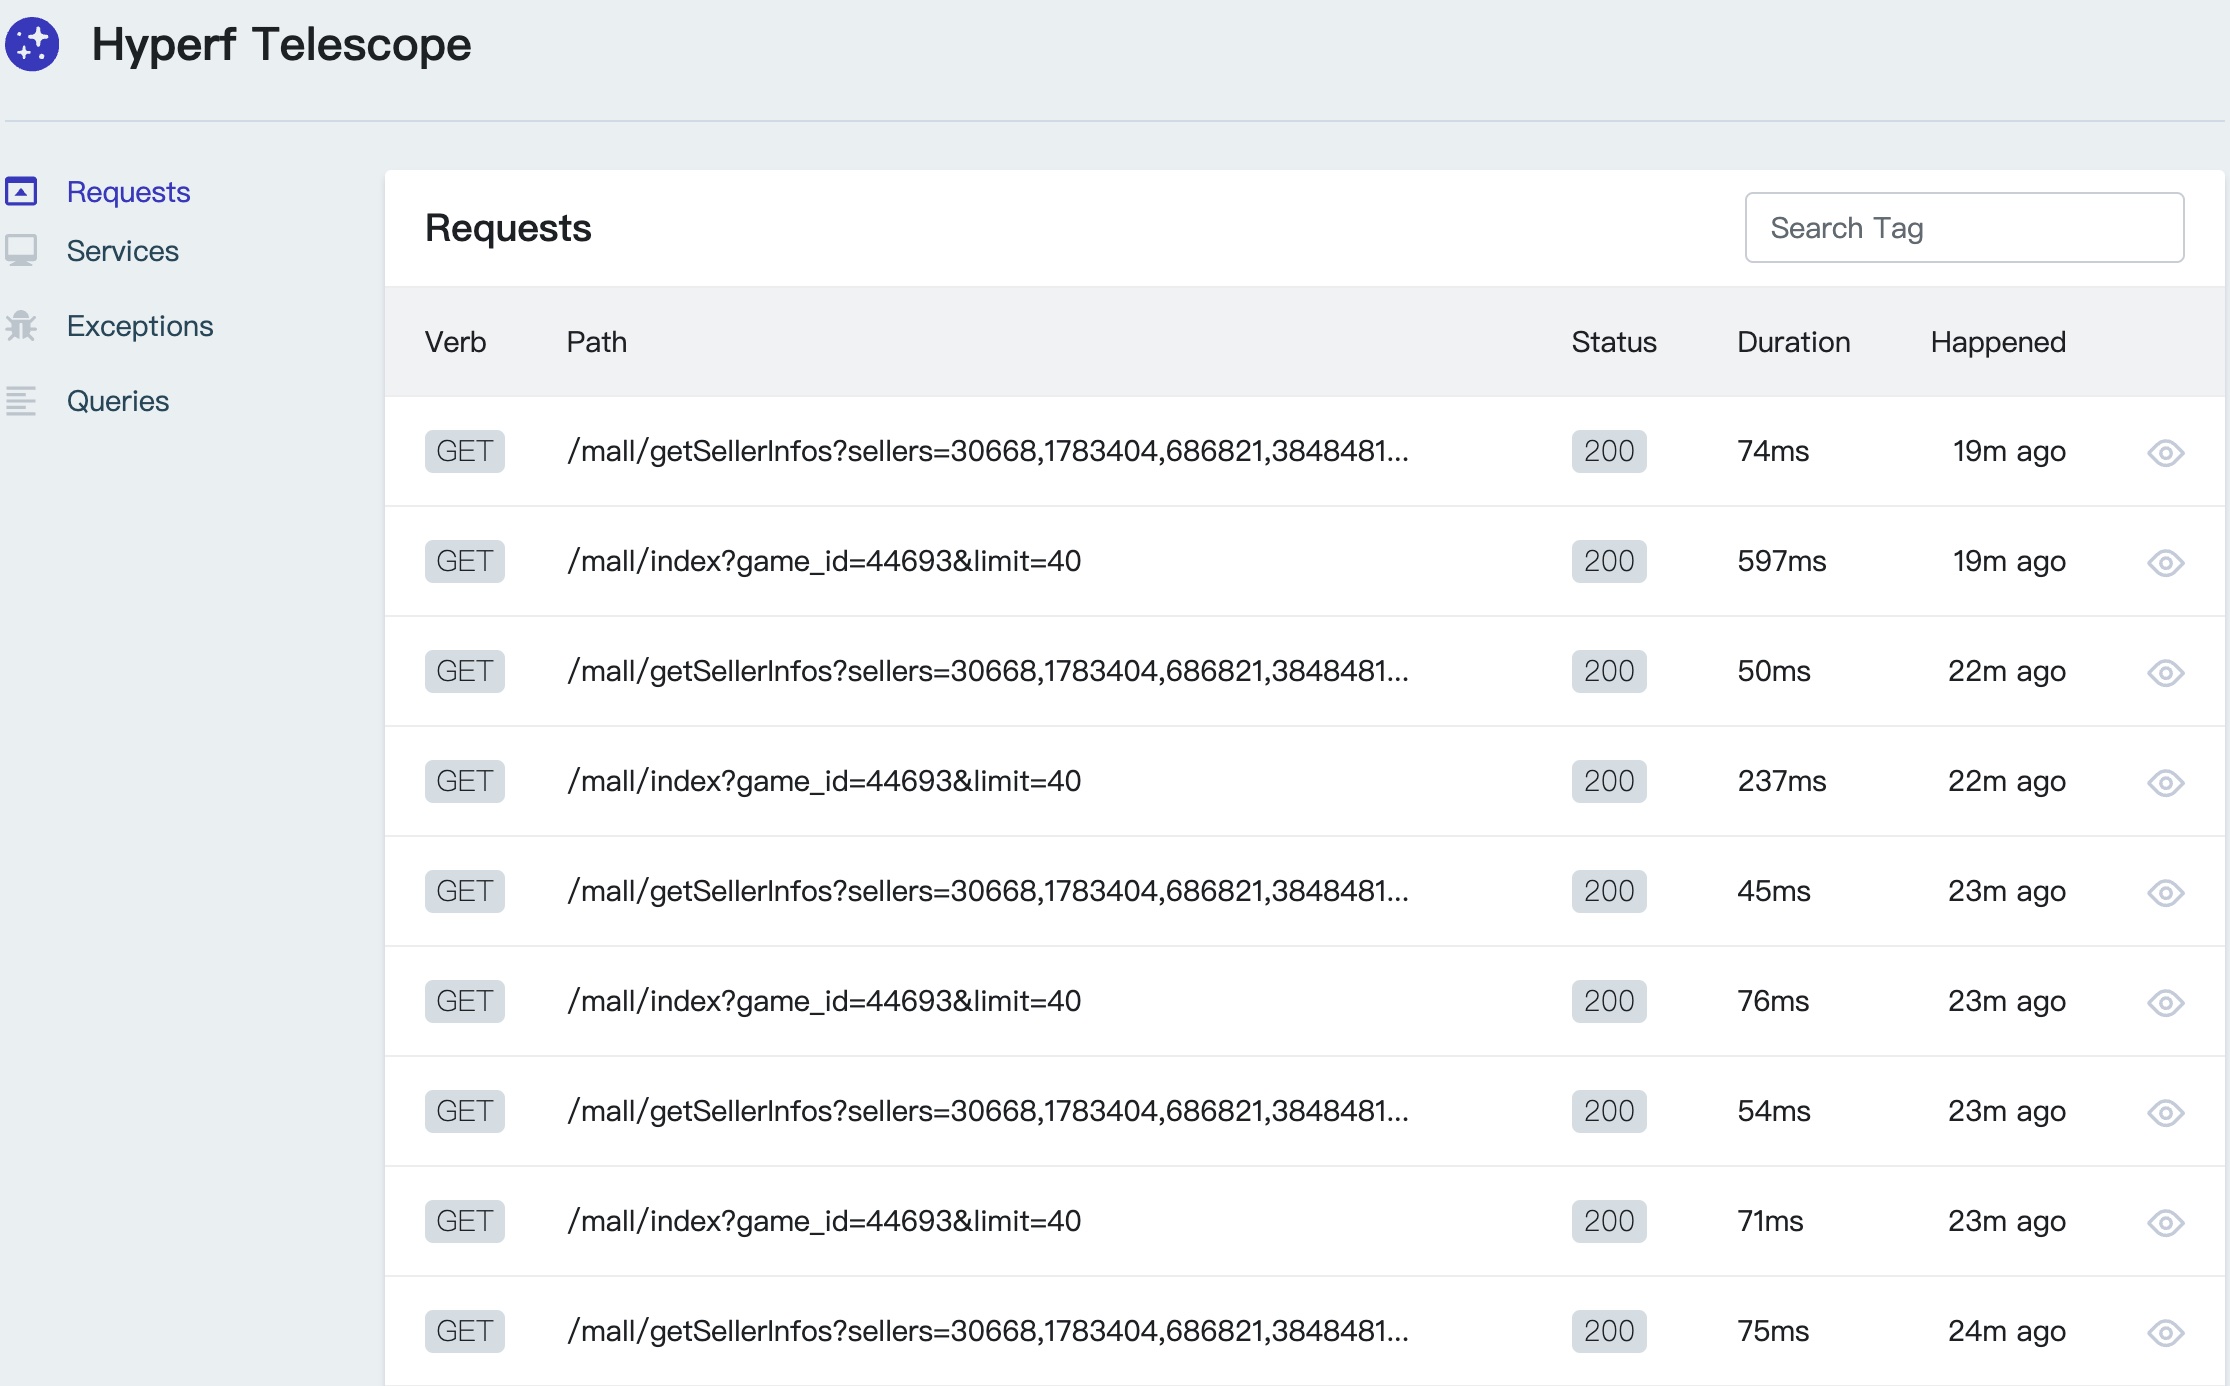 Hyperf Telescope
Requests
Services
Exceptions
Queries
Requests
Search Tag
Verb Path Status Duration Happened
GET /mall/getSellerInfos?sellers=30668,1783404,686821,3848481... 200 74ms 19m ago
GET /mall/index?game_id=44693&limit=40 200 597ms 19m ago
GET /mall/getSellerInfos?sellers=30668,1783404,686821,3848481... 200 50ms 22m ago
GET /mall/index?game_id=44693&limit=40 200 237ms 22m ago
GET /mall/getSellerInfos?sellers=30668,1783404,686821,3848481... 200 45ms 23m ago
GET /mall/index?game_id=44693&limit=40 200 76ms 23m ago
GET /mall/getSellerInfos?sellers=30668,1783404,686821,3848481... 200 54ms 23m ago
GET /mall/index?game_id=44693&limit=40 200 71ms 23m ago
GET /mall/getSellerInfos?sellers=30668,1783404,686821,3848481... 200 75ms 24m ago